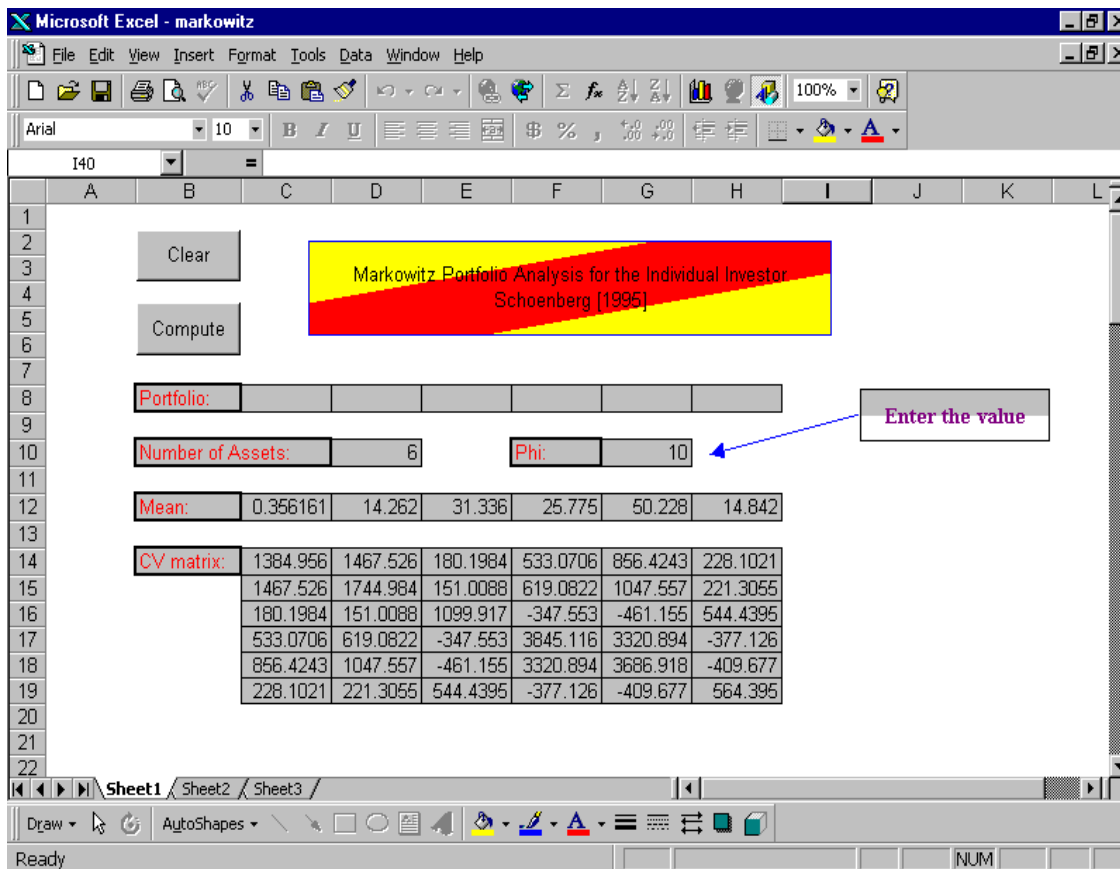 Microsoft Excel - markowitz
File Edit View Insert Format Tools Data Window Help
100%
Arial 10 B I U $ % ,
I40 =
A B C D E F G H I J K L
1
2
Clear
3
Markowitz Portfolio Analysis for the Individual Investor
4
Schoenberg [1995]
5
Compute
6
7
8 Portfolio:
Enter the value
9
10 Number of Assets: 6 Phi: 10
11
12 Mean: 0.356161 14.262 31.336 25.775 50.228 14.842
13
14 CV matrix: 1384.956 1467.526 180.1984 533.0706 856.4243 228.1021
15 1467.526 1744.984 151.0088 619.0822 1047.557 221.3055
16 180.1984 151.0088 1099.917 -347.553 -461.155 544.4395
17 533.0706 619.0822 -347.553 3845.116 3320.894 -377.126
18 856.4243 1047.557 -461.155 3320.894 3686.918 -409.677
19 228.1021 221.3055 544.4395 -377.126 -409.677 564.395
20
21
22
Sheet1 Sheet2 Sheet3
Draw AutoShapes A
Ready NUM